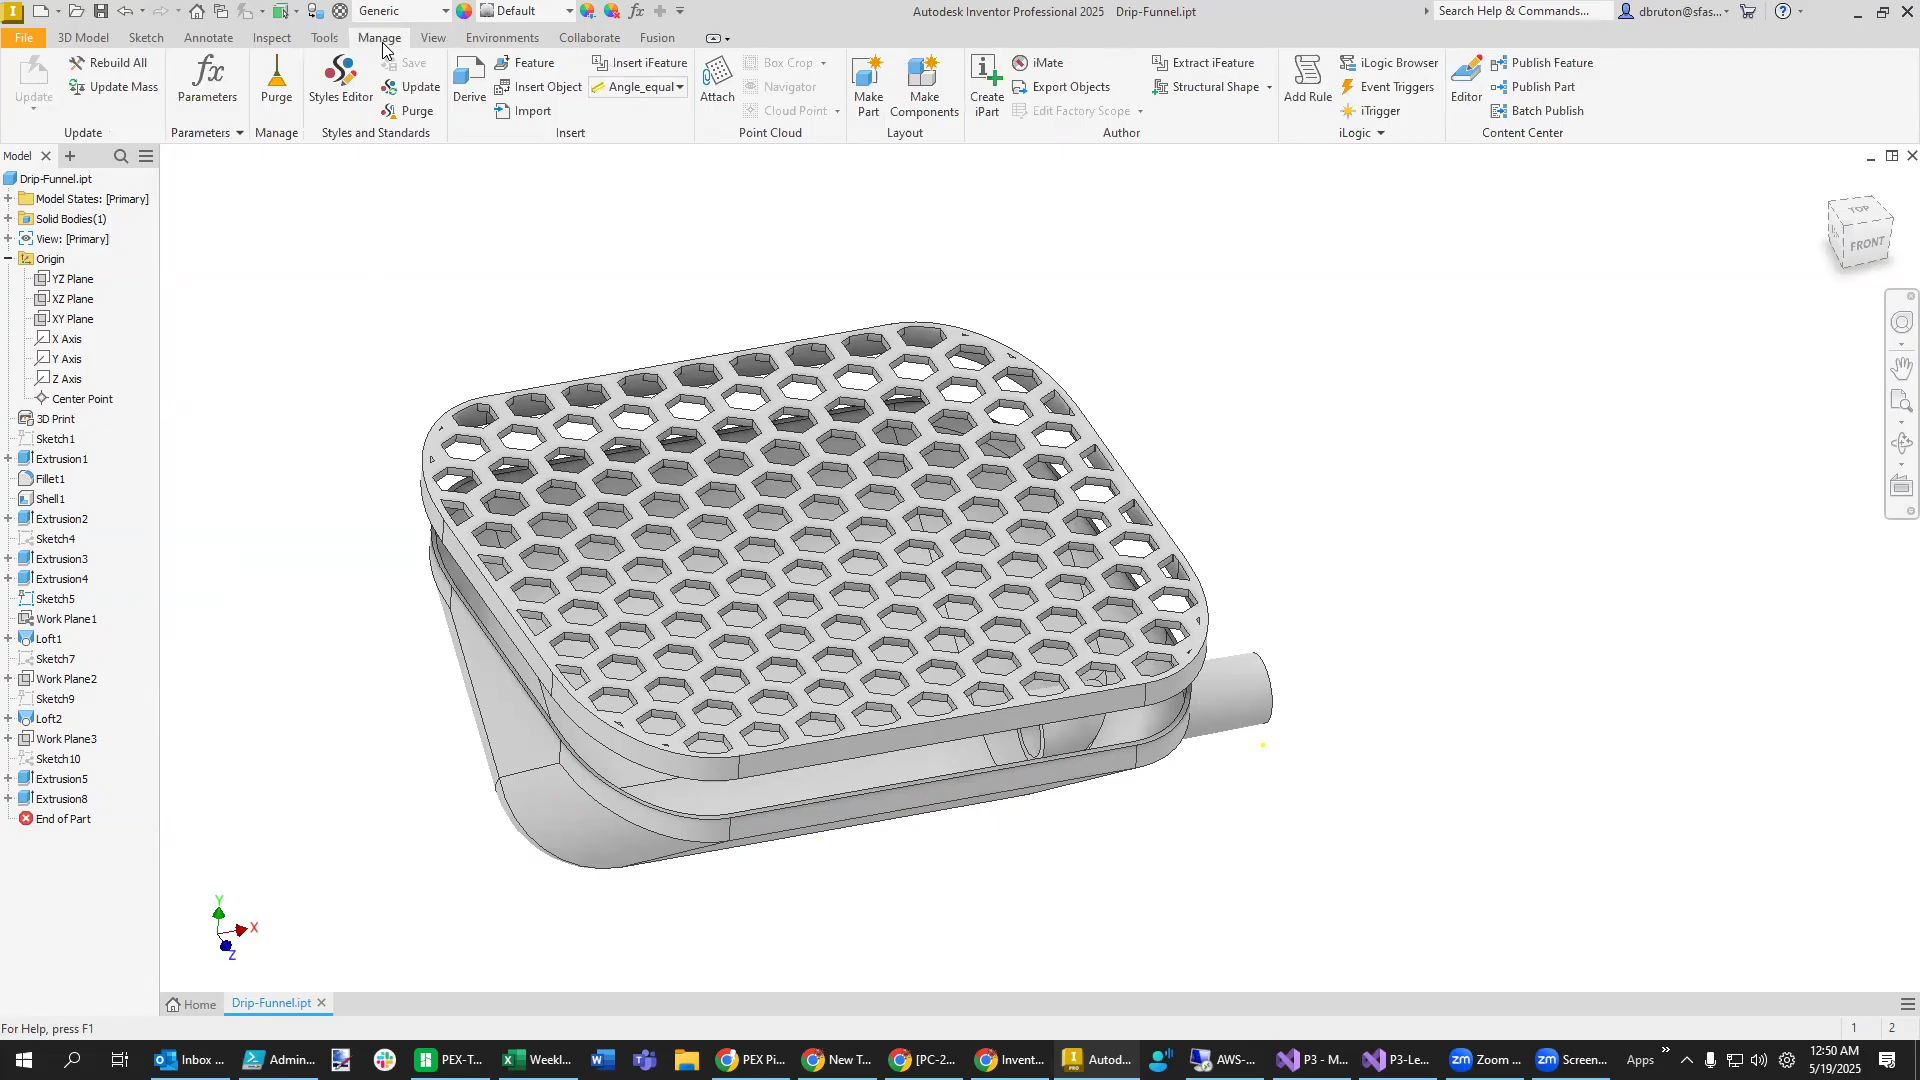 Generic
Default
Autodesk Inventor Professional 2025 Drip-Funnel.ipt
Search Help & Commands...
dbruton@sfas...
File
3D Model
Sketch
Annotate
Inspect
Tools
Manage
View
Environments
Collaborate
Fusion
Update
Rebuild All
Update Mass
Update
Parameters
Parameters
Purge
Manage
Styles Editor
Save
Update
Purge
Styles and Standards
Derive
Feature
Insert Object
Import
Insert iFeature
Angle_equal
Insert
Attach
Box Crop
Navigator
Cloud Point
Point Cloud
Make
Part
Make
Components
Layout
Create
iPart
iMate
Export Objects
Edit Factory Scope
Extract iFeature
Structural Shape
Author
Add Rule
iLogic Browser
Event Triggers
iTrigger
iLogic
Editor
Publish Feature
Publish Part
Batch Publish
Content Center
Model
Drip-Funnel.ipt
Model States: [Primary]
Solid Bodies(1)
View: [Primary]
Origin
YZ Plane
XZ Plane
XY Plane
X Axis
Y Axis
Z Axis
Center Point
3D Print
Sketch1
Extrusion1
Fillet1
Shell1
Extrusion2
Sketch4
Extrusion3
Extrusion4
Sketch5
Work Plane1
Loft1
Sketch7
Work Plane2
Sketch9
Loft2
Work Plane3
Sketch10
Extrusion5
Extrusion8
End of Part
TOP
FRONT
Y
X
Z
Home
Drip-Funnel.ipt
For Help, press F1
1
2
Inbox ...
Admin...
PEX-T...
Weekl...
PEX Pi...
New T...
[PC-2...
Invent...
Autod...
AWS-...
P3 - M...
P3-Le...
Zoom ...
Screen...
Apps
12:50 AM
5/19/2025